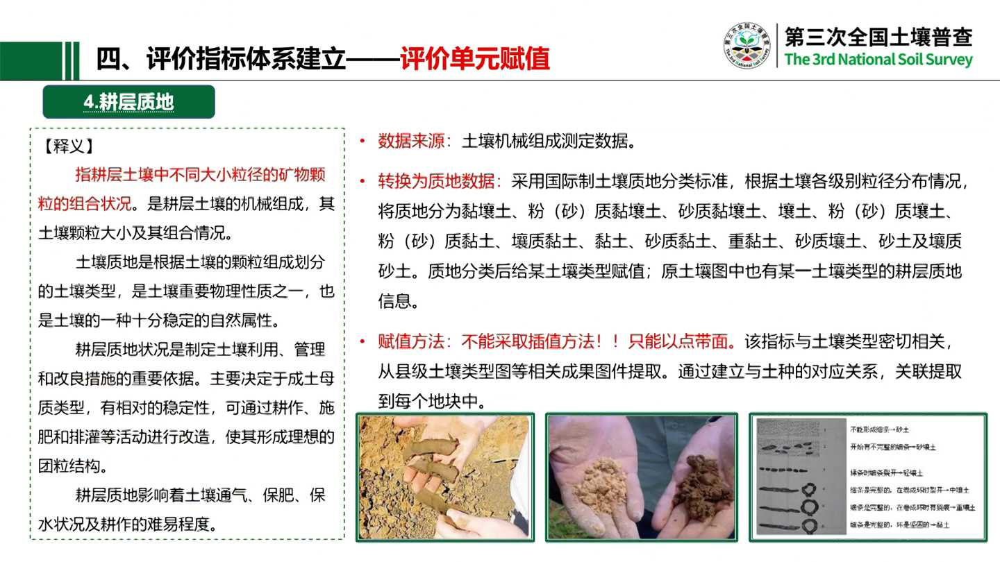 四、评价指标体系建立——评价单元赋值
第三次全国土壤普查
The 3rd National Soil Survey
4.耕层质地
【释义】
指耕层土壤中不同大小粒径的矿物颗
粒的组合状况。是耕层土壤的机械组成，其
土壤颗粒大小及其组合情况。
土壤质地是根据土壤的颗粒组成划分
的土壤类型，是土壤重要物理性质之一，也
是土壤的一种十分稳定的自然属性。
耕层质地状况是制定土壤利用、管理
和改良措施的重要依据。主要决定于成土母
质类型，有相对的稳定性，可通过耕作、施
肥和排灌等活动进行改造，使其形成理想的
团粒结构。
耕层质地影响着土壤通气、保肥、保
水状况及耕作的难易程度。
• 数据来源：土壤机械组成测定数据。
• 转换为质地数据：采用国际制土壤质地分类标准，根据土壤各级别粒径分布情况，
将质地分为黏壤土、粉（砂）质黏壤土、砂质黏壤土、壤土、粉（砂）质壤土、
粉（砂）质黏土、壤质黏土、黏土、砂质黏土、重黏土、砂质壤土、砂土及壤质
砂土。质地分类后给某土壤类型赋值；原土壤图中也有某一土壤类型的耕层质地
信息。
• 赋值方法：不能采取插值方法！！只能以点带面。该指标与土壤类型密切相关，
从县级土壤类型图等相关成果图件提取。通过建立与土种的对应关系，关联提取
到每个地块中。
不能形成细条→砂土
开始有不完整的细条→砂壤土
揉条时细条裂开→轻壤土
细条是完整的，在卷成环时裂开→中壤土
细条是完整的，在卷成环时有裂痕→重壤土
细条是完整的，环是坚固的→黏土